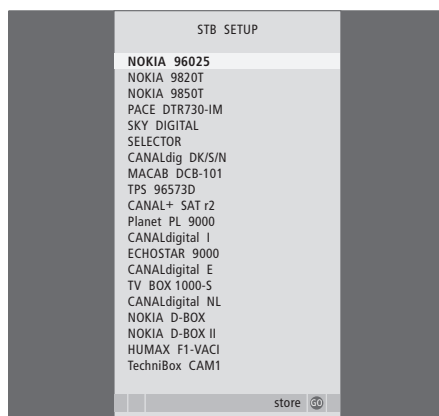 STB SETUP
NOKIA 96025
NOKIA 9820T
NOKIA 9850T
PACE DTR730-IM
SKY DIGITAL
SELECTOR
CANALdig DK/S/N
MACAB DCB-101
TPS 96573D
CANAL+ SAT r2
Planet PL 9000
CANALdigital I
ECHOSTAR 9000
CANALdigital E
TV BOX 1000-S
CANALdigital NL
NOKIA D-BOX
NOKIA D-BOX II
HUMAX F1-VACI
TechniBox CAM1
store GO